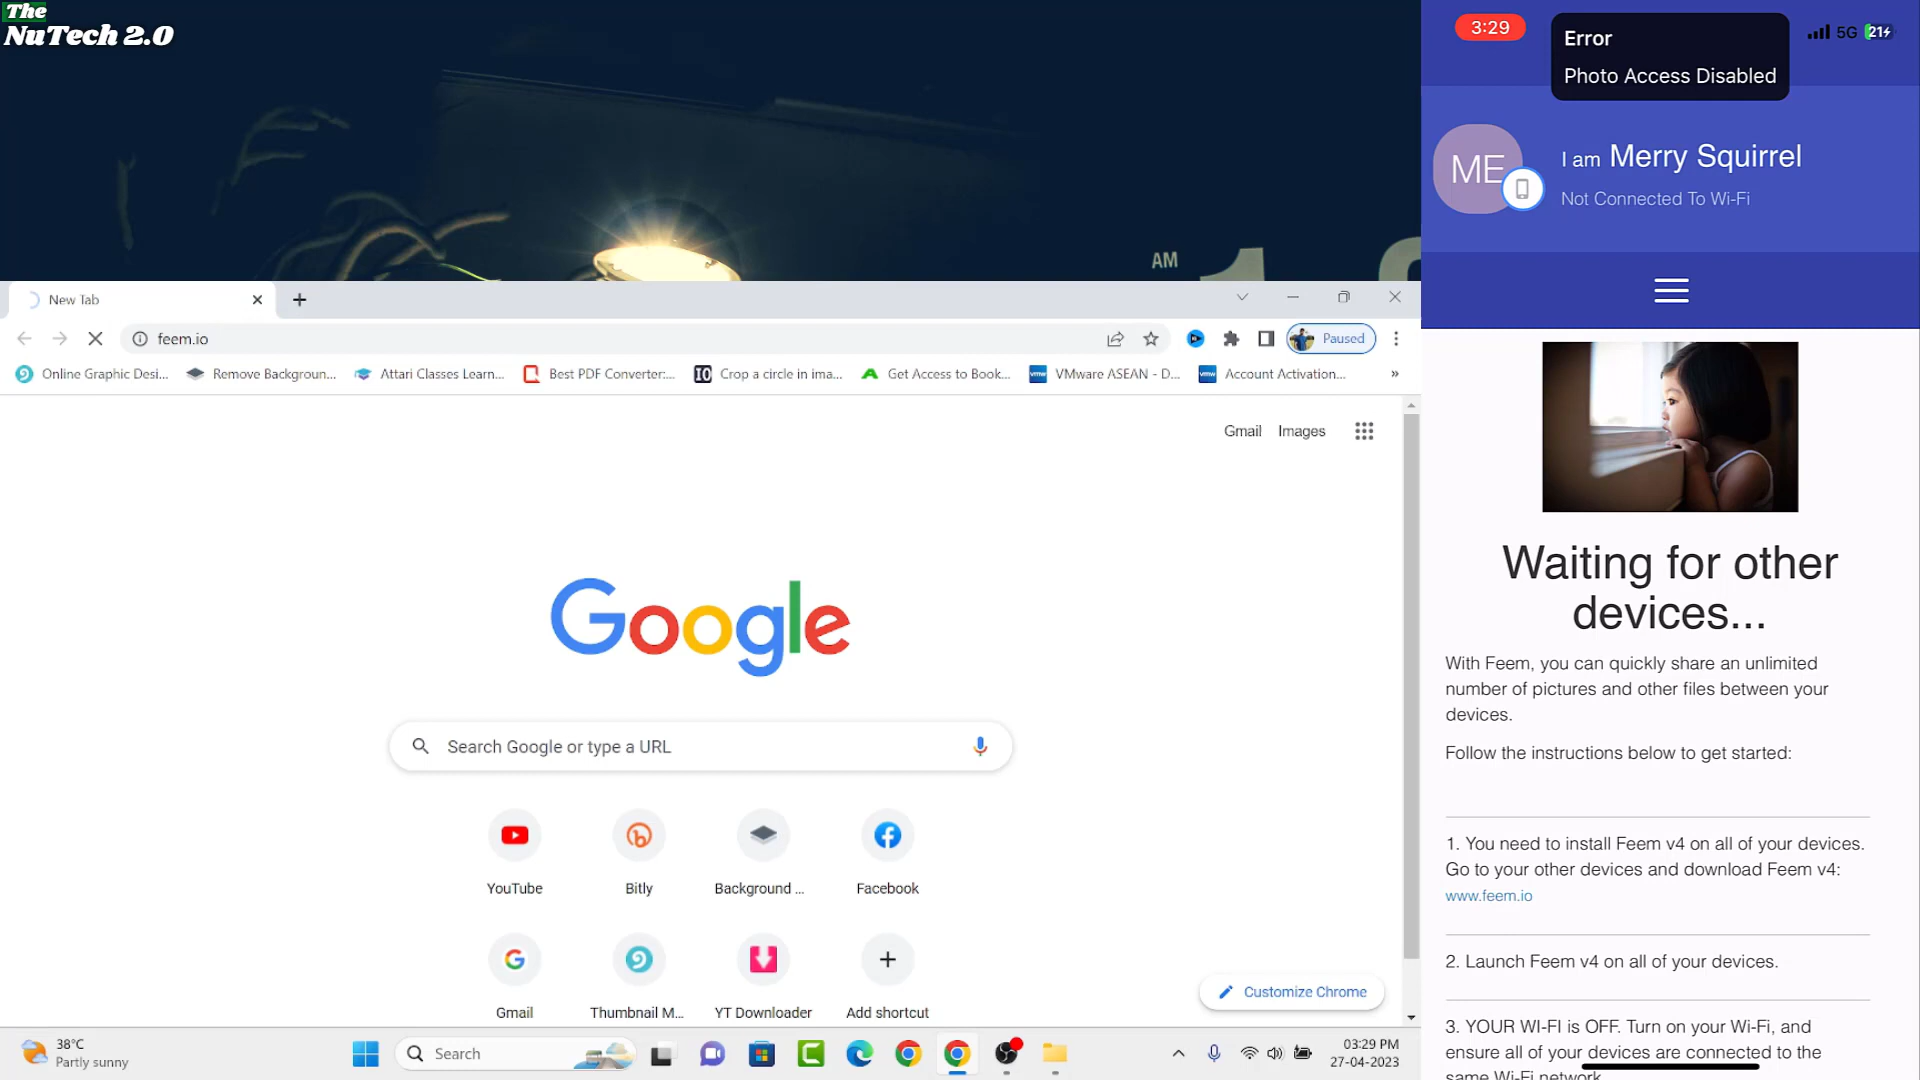 The
NuTech 2.0
AM
New Tab
feem.io
Paused
Online Graphic Desi...
Remove Backgroun...
Attari Classes Learn...
Best PDF Converter:...
Crop a circle in ima...
Get Access to Book...
VMware ASEAN - D...
Account Activation...
»
Gmail
Images
Google
Search Google or type a URL
YouTube
Bitly
Background ...
Facebook
Gmail
Thumbnail M...
YT Downloader
Add shortcut
Customize Chrome
38°C
Partly sunny
Search
03:29 PM
27-04-2023
3:29
Error
Photo Access Disabled
5G
21
ME
I am Merry Squirrel
Not Connected To Wi-Fi
Waiting for other
devices...
With Feem, you can quickly share an unlimited
number of pictures and other files between your
devices.
Follow the instructions below to get started:
1. You need to install Feem v4 on all of your devices.
Go to your other devices and download Feem v4:
www.feem.io
2. Launch Feem v4 on all of your devices.
3. YOUR WI-FI is OFF. Turn on your Wi-Fi, and
ensure all of your devices are connected to the
same Wi-Fi network